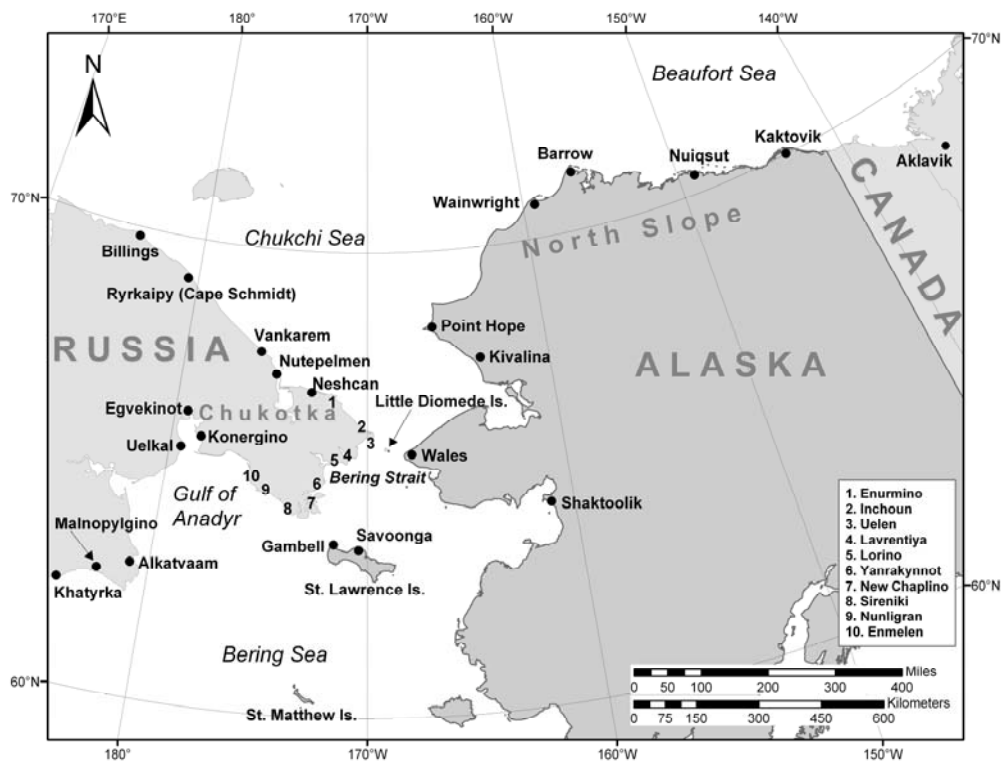 170°E
180°
170°W
160°W
150°W
140°W
70°N
N
Beaufort Sea
Kaktovik
Barrow
Nuiqsut
Aklavik
Wainwright
70°N
CANADA
North Slope
Chukchi Sea
Billings
Ryrkaipy (Cape Schmidt)
Point Hope
Vankarem
RUSSIA
Kivalina
ALASKA
Nutepelmen
Neshcan
Little Diomede Is.
1
Egvekinot
Chukotka
2
Konergino
3
Uelkal
4
Wales
5
Bering Strait
10
6
9
Gulf of
Anadyr
7
8
Shaktoolik
Malnopylgino
Savoonga
Gambell
Alkatvaam
Khatyrka
St. Lawrence Is.
1. Enurmino
2. Inchoun
3. Uelen
4. Lavrentiya
5. Lorino
6. Yanrakynnot
7. New Chaplino
8. Sireniki
9. Nunligran
10. Enmelen
60°N
Bering Sea
60°N
St. Matthew Is.
Miles
0 50 100 200 300 400
Kilometers
0 75 150 300 450 600
180°
170°W
160°W
150°W